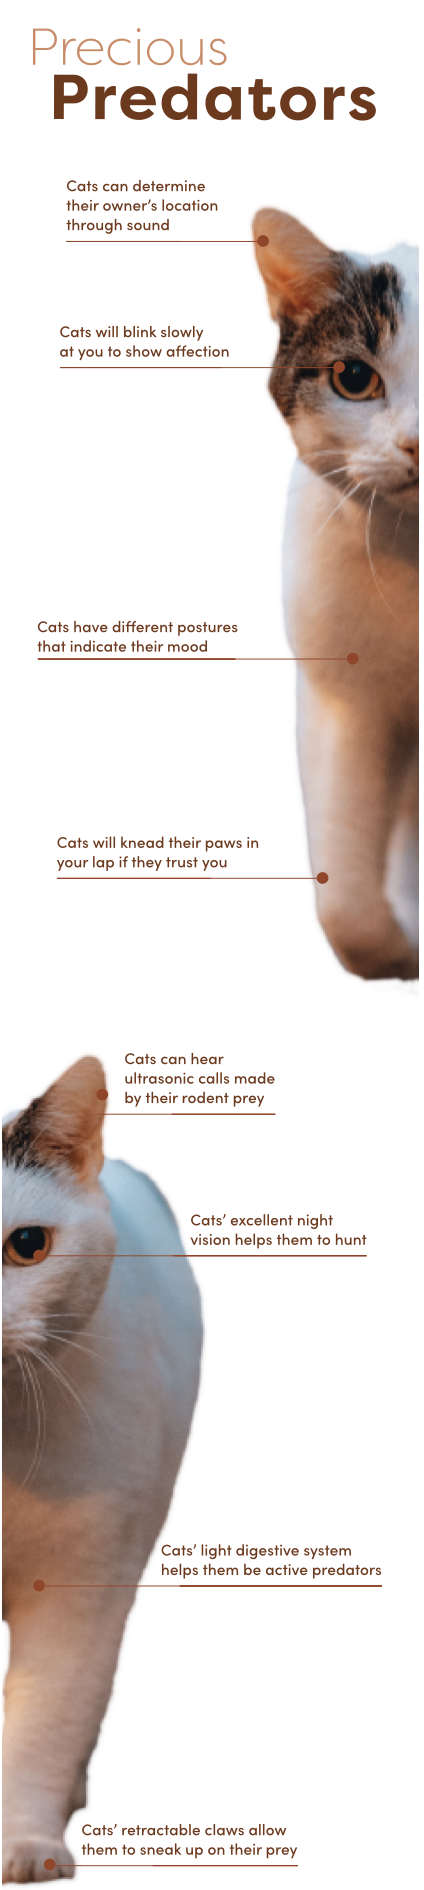 Precious
Predators
Cats can determine
their owner's location
through sound
Cats will blink slowly
at you to show affection
Cats have different postures
that indicate their mood
Cats will knead their paws in
your lap if they trust you
Cats can hear
ultrasonic calls made
by their rodent prey
Cats' excellent night
vision helps them to hunt
Cats' light digestive system
helps them be active predators
Cats' retractable claws allow
them to sneak up on their prey